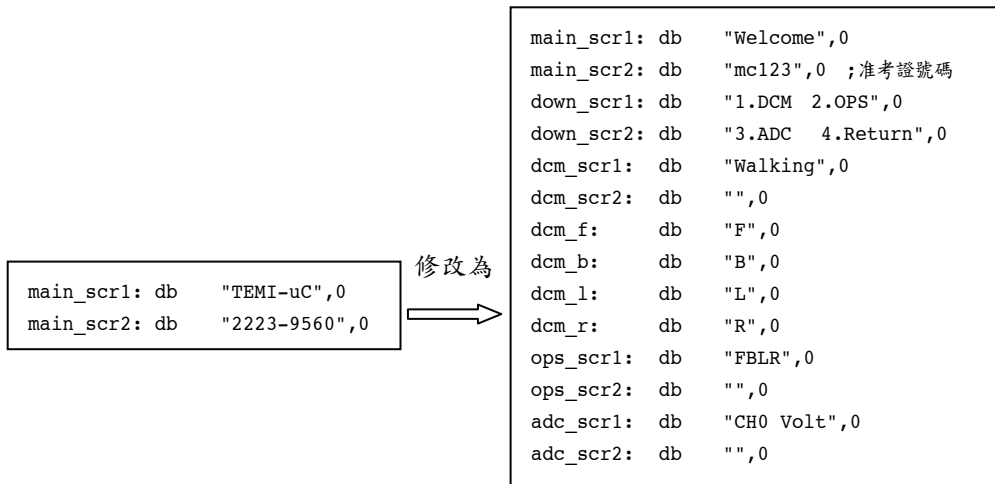 main_scr1: db "TEMI-uC",0
main_scr2: db "2223-9560",0
修改為
main_scr1: db "Welcome",0
main_scr2: db "mc123",0 ;准考證號碼
down_scr1: db "1.DCM 2.OPS",0
down_scr2: db "3.ADC 4.Return",0
dcm_scr1: db "Walking",0
dcm_scr2: db "",0
dcm_f: db "F",0
dcm_b: db "B",0
dcm_l: db "L",0
dcm_r: db "R",0
ops_scr1: db "FBLR",0
ops_scr2: db "",0
adc_scr1: db "CH0 Volt",0
adc_scr2: db "",0